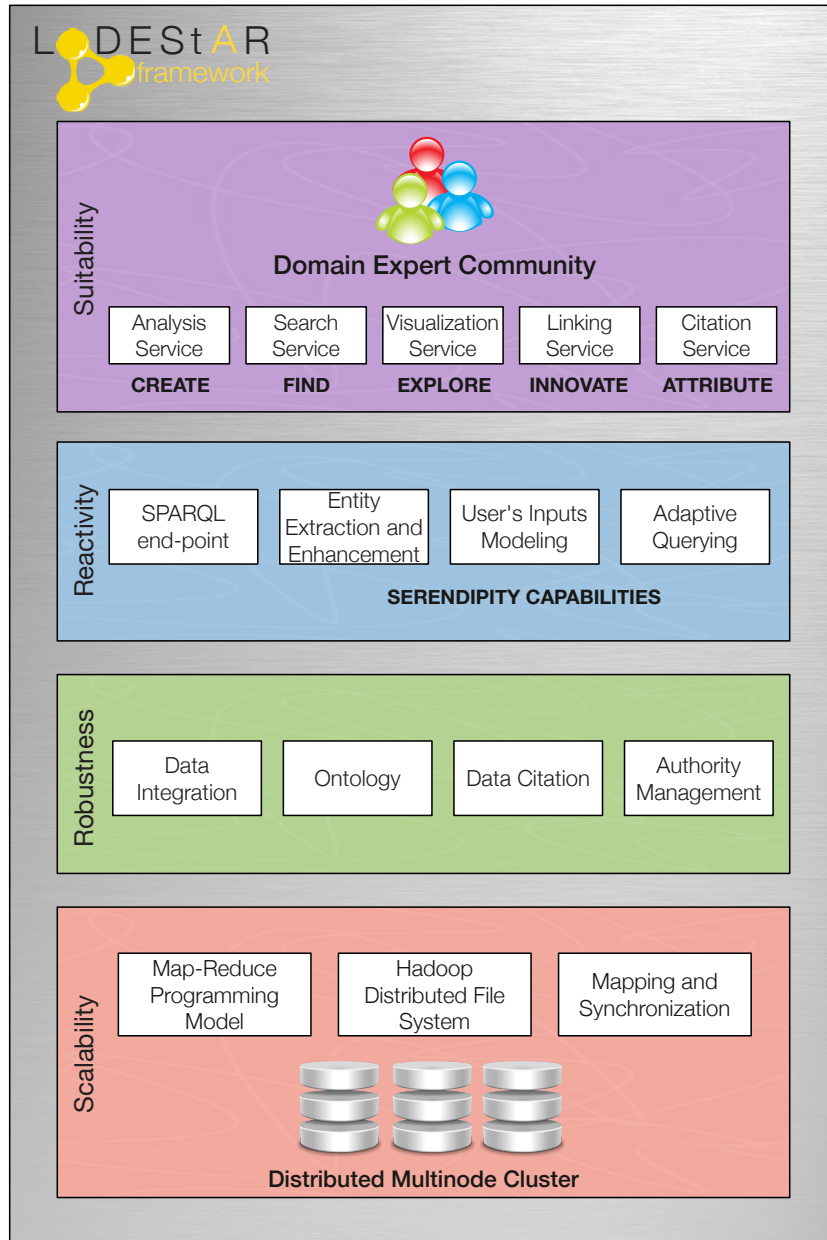 LODEStAR
framework
Suitability
Domain Expert Community
Analysis
Service
Search
Service
Visualization
Service
Linking
Service
Citation
Service
CREATE
FIND
EXPLORE
INNOVATE
ATTRIBUTE
Reactivity
SPARQL
end-point
Entity
Extraction and
Enhancement
User's Inputs
Modeling
Adaptive
Querying
SERENDIPITY CAPABILITIES
Robustness
Data
Integration
Ontology
Data Citation
Authority
Management
Scalability
Map-Reduce
Programming
Model
Hadoop
Distributed File
System
Mapping and
Synchronization
Distributed Multinode Cluster